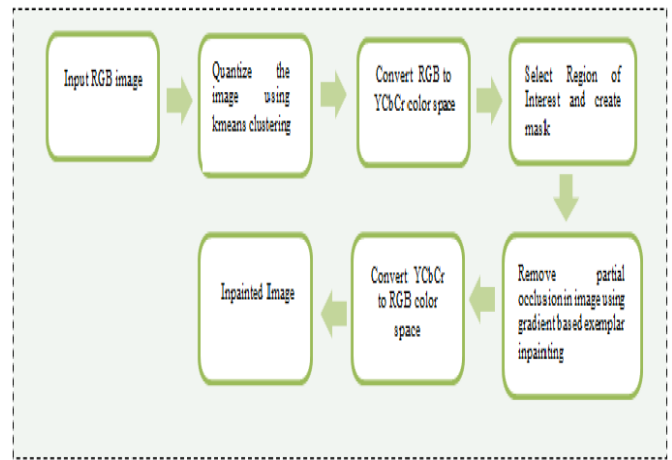 Input RGB image
Quantize the
image using
kmeans clustering
Convert RGB to
YCbCr color space
Select Region of
Interest and create
mask
Remove partial
occlusion in image using
gradient based exemplar
inpainting
Convert YCbCr
to RGB color
space
Inpainted Image